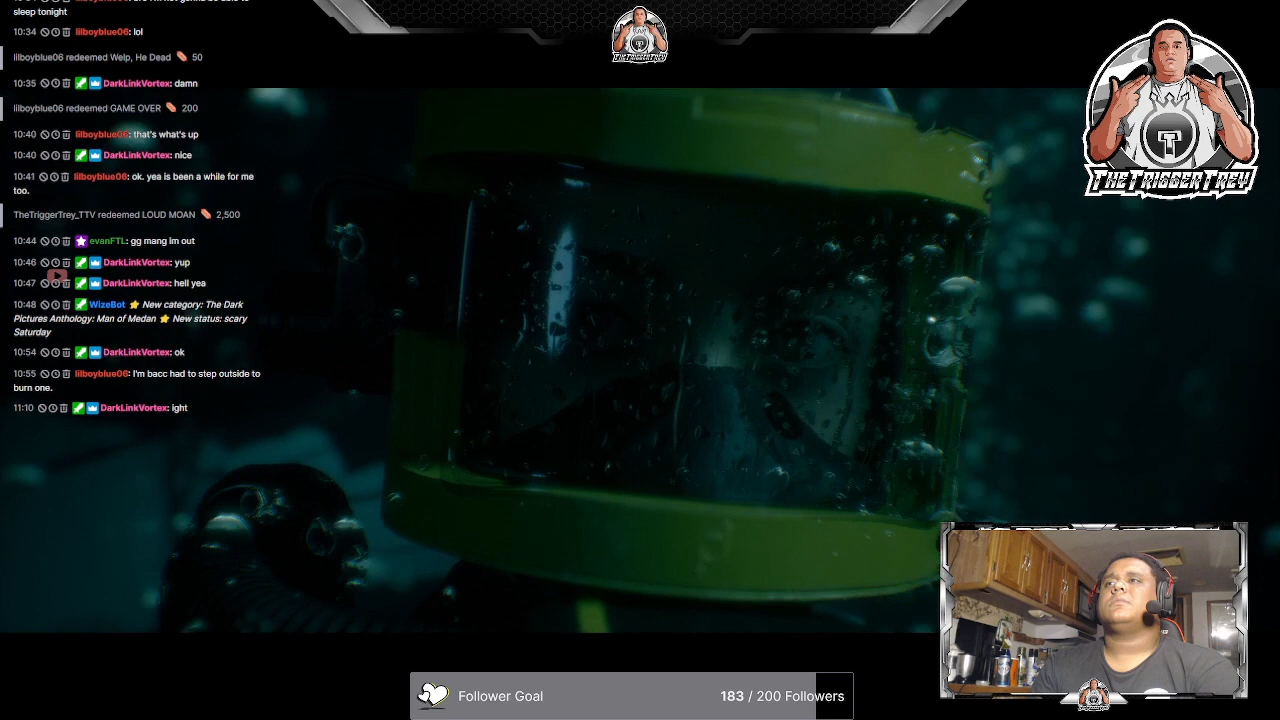 sleep tonight
10:34 lilboyblue06: lol
lilboyblue06 redeemed Welp, He Dead 50
10:35 DarkLinkVortex: damn
lilboyblue06 redeemed GAME OVER 200
10:40 lilboyblue06: that's what's up
10:40 DarkLinkVortex: nice
10:41 lilboyblue06: ok. yea is been a while for me
too.
TheTriggerTrey_TTV redeemed LOUD MOAN 2,500
10:44 evanFTL: gg mang im out
10:46 DarkLinkVortex: yup
10:47 DarkLinkVortex: hell yea
10:48 WizeBot New category: The Dark
Pictures Anthology: Man of Medan New status: scary
Saturday
10:54 DarkLinkVortex: ok
10:55 lilboyblue06: I'm bacc had to step outside to
burn one.
11:10 DarkLinkVortex: ight
THETRIGGERTREY
T
THETRIGGERTREY
Follower Goal 183 / 200 Followers